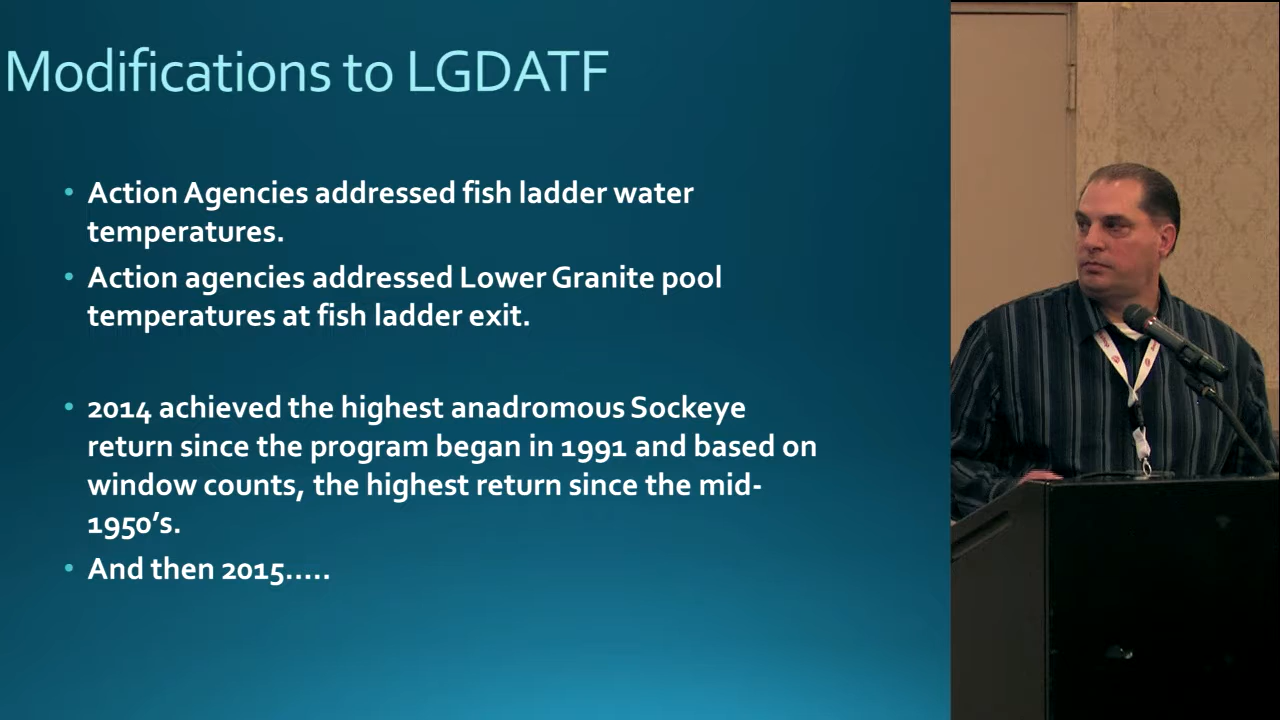 Modifications to LGDATF
• Action Agencies addressed fish ladder water
temperatures.
• Action agencies addressed Lower Granite pool
temperatures at fish ladder exit.
• 2014 achieved the highest anadromous Sockeye
return since the program began in 1991 and based on
window counts, the highest return since the mid-
1950’s.
• And then 2015.....